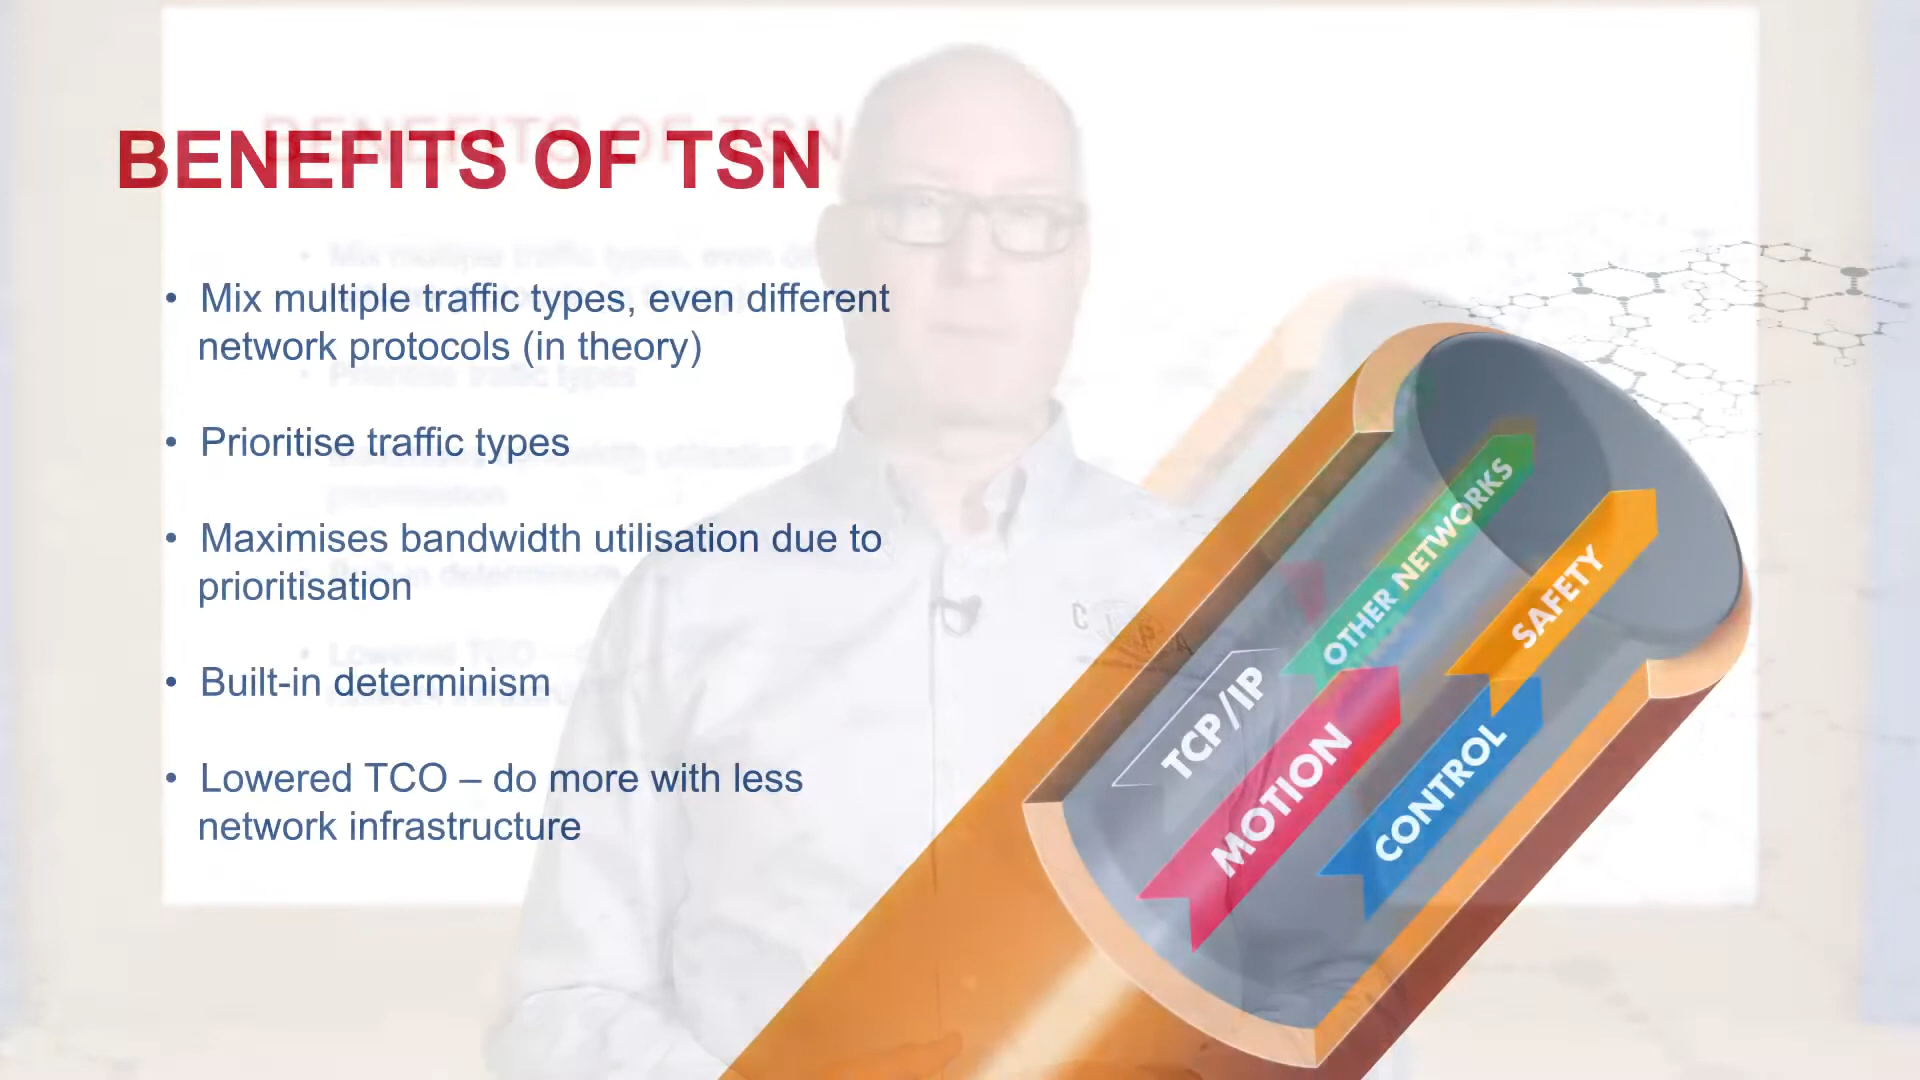 BENEFITS OF TSN
• Mix multiple traffic types, even different
network protocols (in theory)
• Prioritise traffic types
• Maximises bandwidth utilisation due to
prioritisation
• Built-in determinism
• Lowered TCO – do more with less
network infrastructure
OTHER NETWORKS
SAFETY
TCP/IP
MOTION
CONTROL